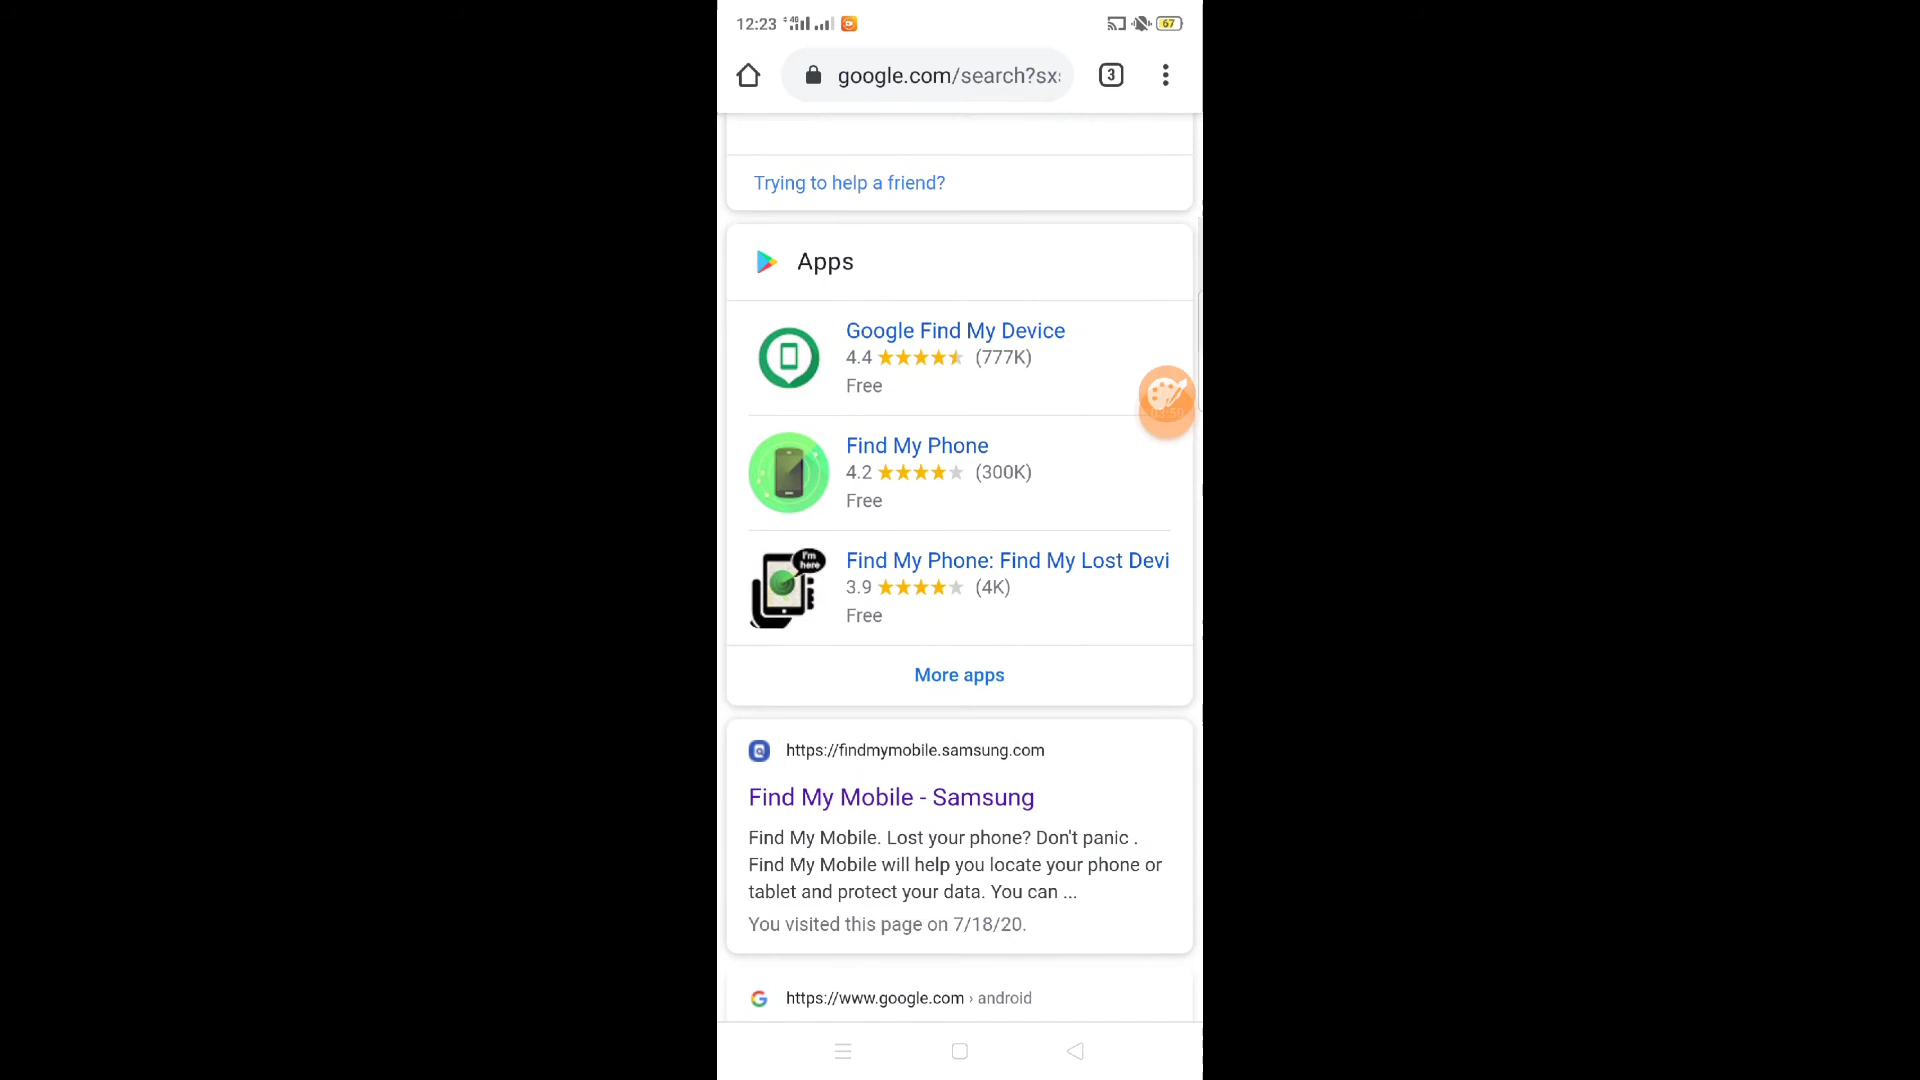 12:23 4G 67
google.com/search?sx
3
Trying to help a friend?
Apps
Google Find My Device
4.4 (777K)
Free
Find My Phone
4.2 (300K)
Free
I'm
here
Find My Phone: Find My Lost Devi
3.9 (4K)
Free
More apps
https://findmymobile.samsung.com
Find My Mobile - Samsung
Find My Mobile. Lost your phone? Don't panic .
Find My Mobile will help you locate your phone or
tablet and protect your data. You can ...
You visited this page on 7/18/20.
https://www.google.com › android